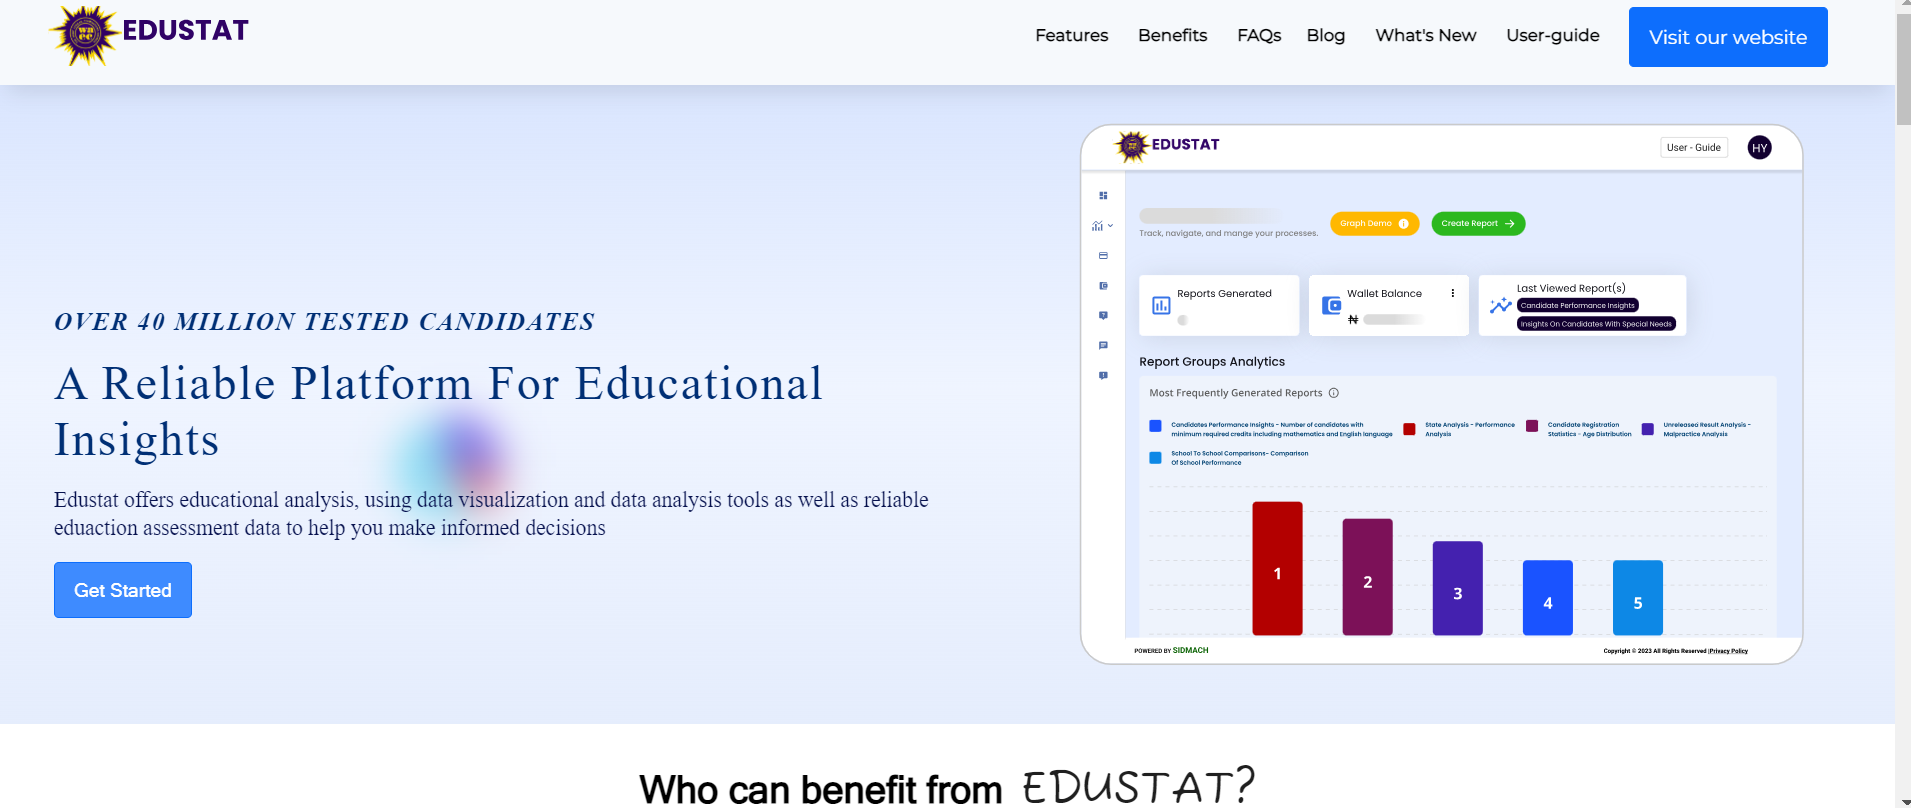 EDUSTAT
Features Benefits FAQs Blog What's New User-guide Visit our website
OVER 40 MILLION TESTED CANDIDATES
A Reliable Platform For Educational
Insights
Edustat offers educational analysis, using data visualization and data analysis tools as well as reliable
eduaction assessment data to help you make informed decisions
Get Started
EDUSTAT
User - Guide HY
Track, navigate, and mange your processes.
Graph Demo
Create Report
Reports Generated
Wallet Balance
₦
Last Viewed Report(s)
Candidate Performance Insights
Insights On Candidates With Special Needs
Report Groups Analytics
Most Frequently Generated Reports
Candidates Performance Insights - Number of candidates with
minimum required credits including mathematics and English language
State Analysis - Performance
Analysis
Candidate Registration
Statistics - Age Distribution
Unreleased Result Analysis -
Malpractice Analysis
School To School Comparisons- Comparison
Of School Performance
1 2 3 4 5
POWERED BY SIDMACH
Copyright © 2023 All Rights Reserved |Privacy Policy
Who can benefit from EDUSTAT?